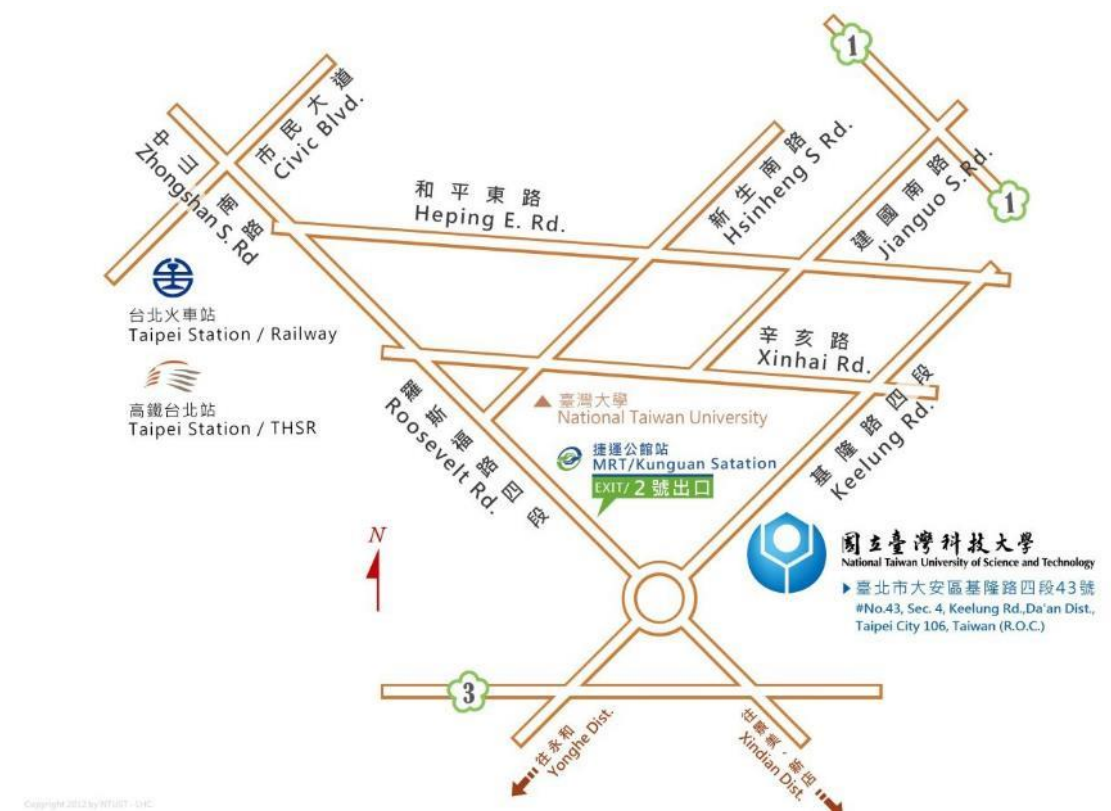 1
市民大道
Civic Blvd.
中山南路
Zhongshan S. Rd
和平東路
Heping E. Rd.
新生南路
Hsinheng S Rd.
建國南路
Jianguo S. Rd.
1
台北火車站
Taipei Station / Railway
高鐵台北站
Taipei Station / THSR
辛亥路
Xinhai Rd.
羅斯福路四段
Roosevelt Rd.
臺灣大學
National Taiwan University
捷運公館站
MRT/Kunguan Satation
EXIT/ 2 號出口
基隆路四段
Keelung Rd.
N
國立臺灣科技大學
National Taiwan University of Science and Technology
臺北市大安區基隆路四段43號
#No.43, Sec. 4, Keelung Rd.,Da'an Dist.,
Taipei City 106, Taiwan (R.O.C.)
3
往永和
Yonghe Dist.
往景美、新店
Xindian Dist.
Copyright 2012 by NTUST - CHC